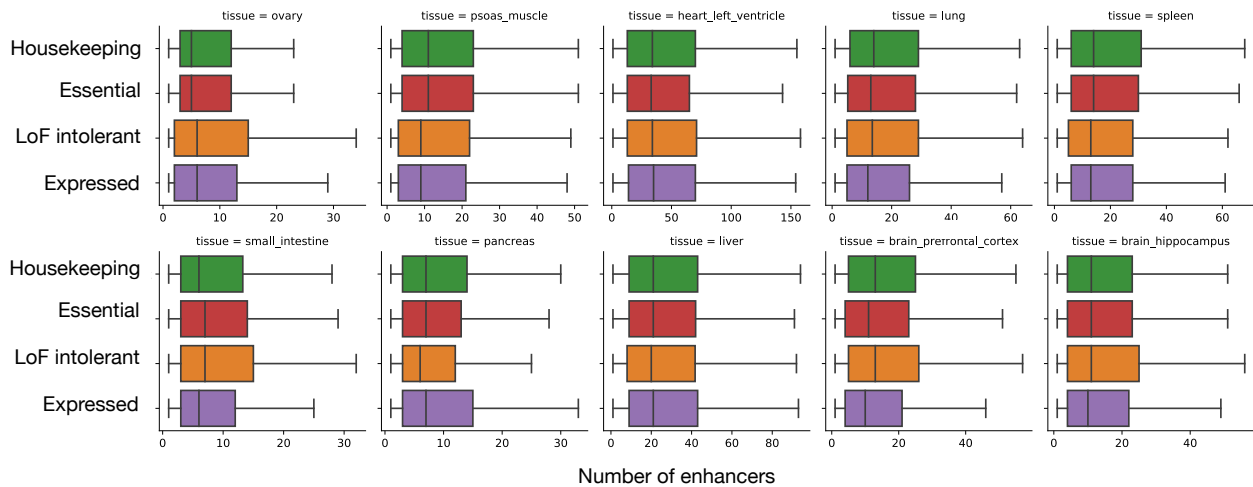 tissue = ovary tissue = psoas_muscle tissue = heart_left_ventricle tissue = lung tissue = spleen
Housekeeping
Essential
LoF intolerant
Expressed
0 10 20 30 0 10 20 30 40 50 0 50 100 150 0 20 40 60 0 20 40 60
tissue = small_intestine tissue = pancreas tissue = liver tissue = brain_prerrontal_cortex tissue = brain_hippocampus
Housekeeping
Essential
LoF intolerant
Expressed
0 10 20 30 0 10 20 30 0 20 40 60 80 0 20 40 0 20 40
Number of enhancers